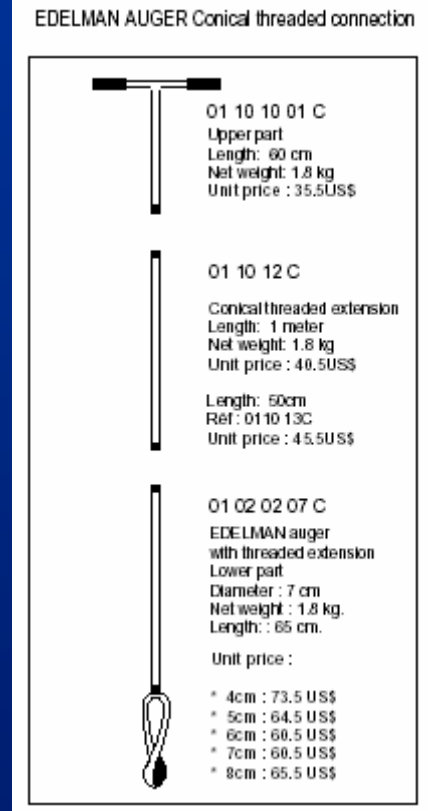 EDELMAN AUGER Conical threaded connection
01 10 10 01 C
Upper part
Length: 60 cm
Net weight: 1.8 kg
Unit price : 35.5US$
01 10 12 C
Conical threaded extension
Length: 1 meter
Net weight: 1.8 kg
Unit price : 40.5US$
Length: 50cm
Réf : 0110 13C
Unit price : 45.5US$
01 02 02 07 C
EDELMAN auger
with threaded extension
Lower part
Diameter : 7 cm
Net weight : 1.8 kg.
Length: : 65 cm.
Unit price :
* 4cm : 73.5 US$
* 5cm : 64.5 US$
* 6cm : 60.5 US$
* 7cm : 60.5 US$
* 8cm : 65.5 US$